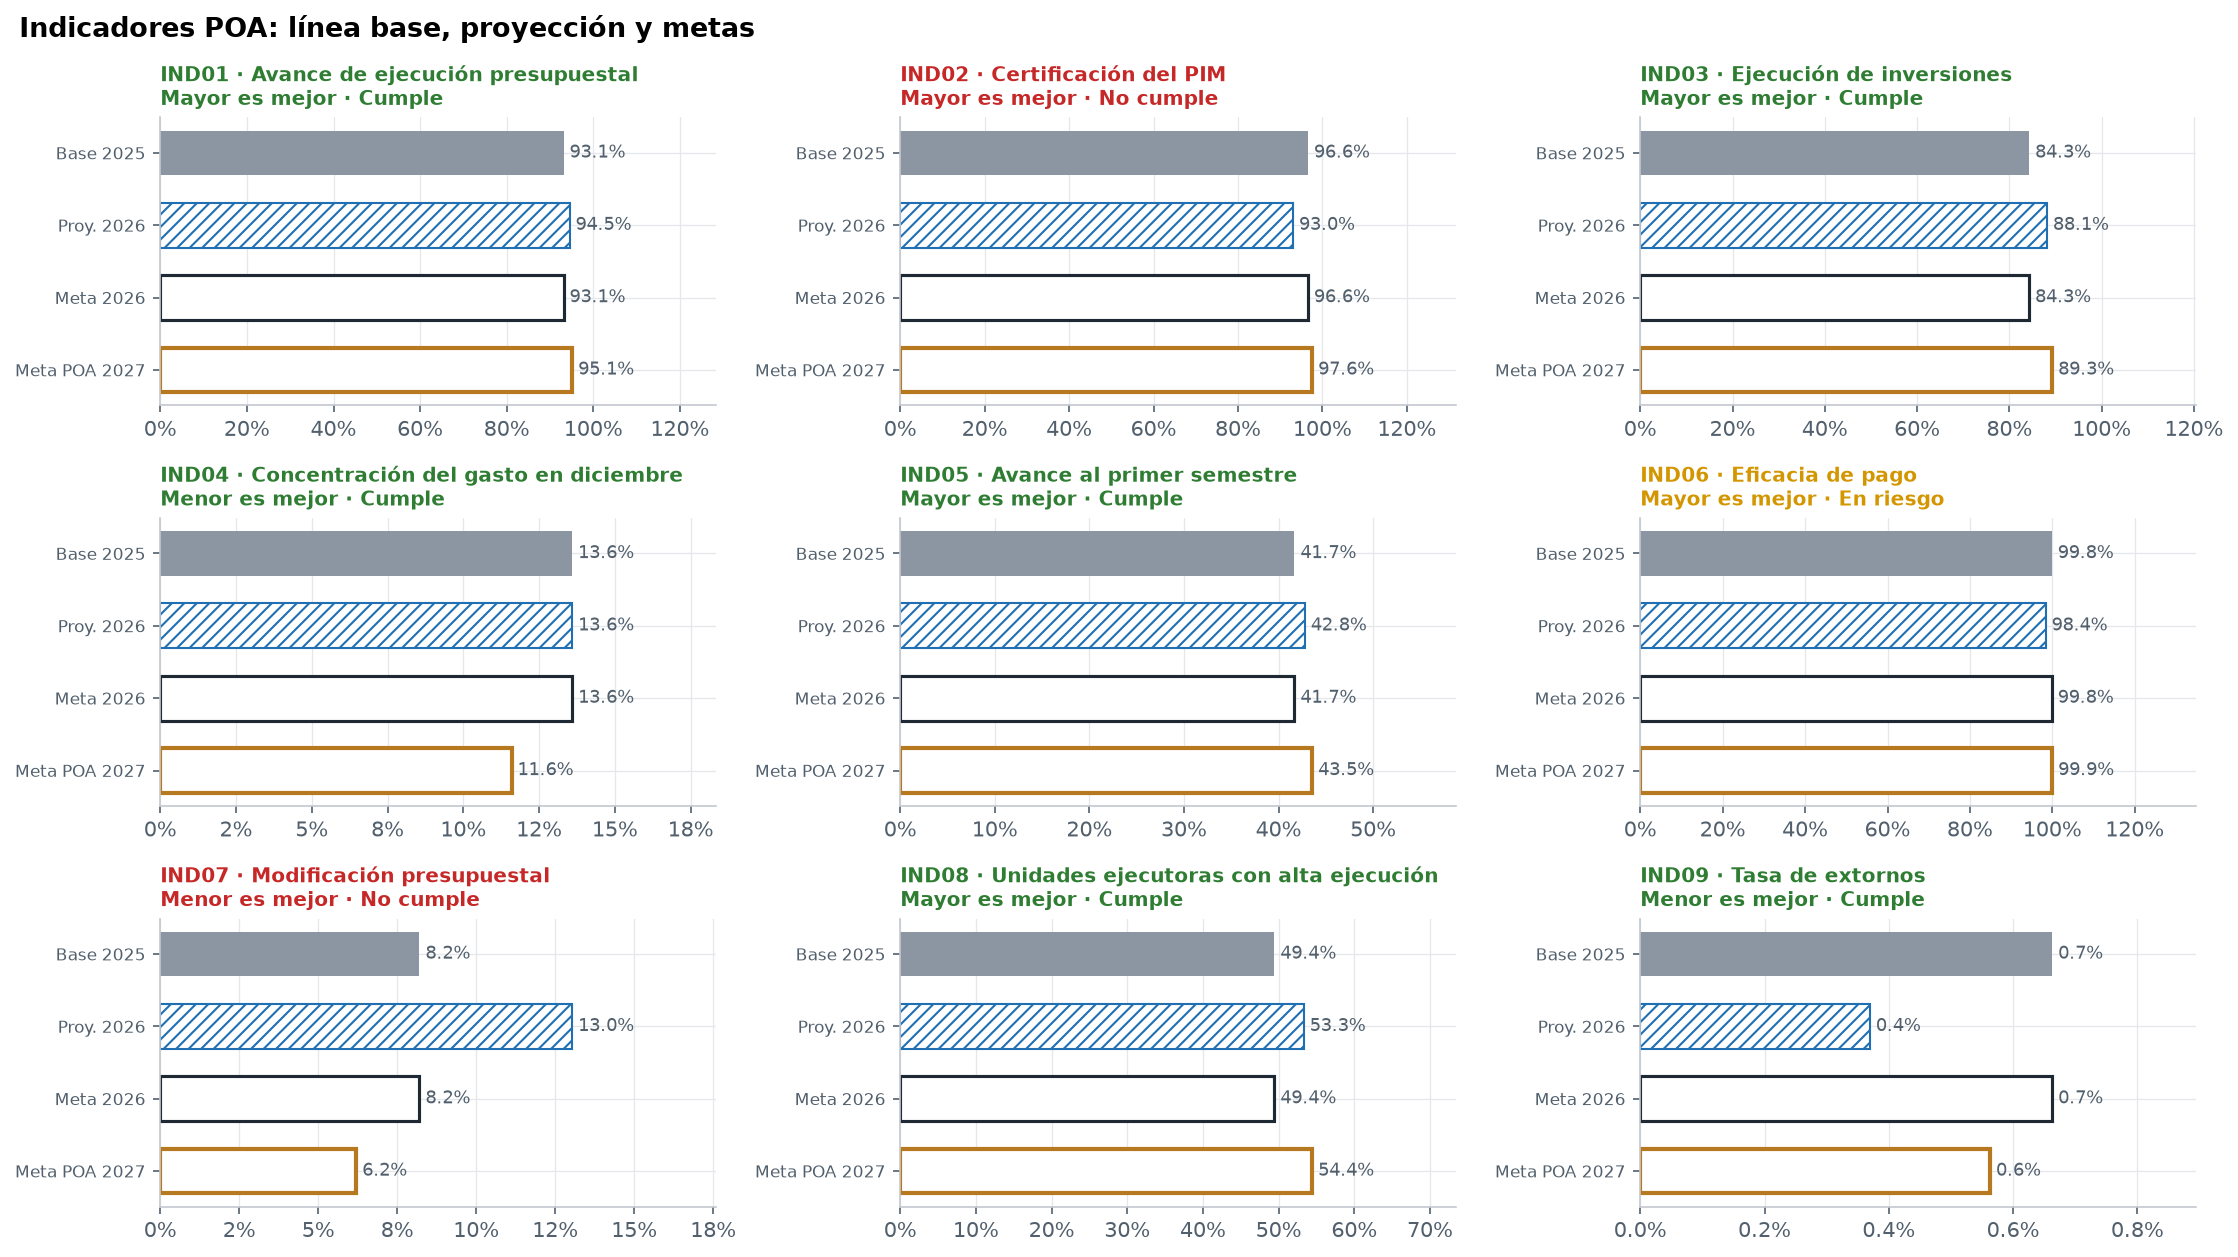 Indicadores POA: línea base, proyección y metas
IND01 · Avance de ejecución presupuestal
Mayor es mejor · Cumple
Base 2025
93.1%
Proy. 2026
94.5%
Meta 2026
93.1%
Meta POA 2027
95.1%
0% 20% 40% 60% 80% 100% 120%
IND02 · Certificación del PIM
Mayor es mejor · No cumple
Base 2025
96.6%
Proy. 2026
93.0%
Meta 2026
96.6%
Meta POA 2027
97.6%
0% 20% 40% 60% 80% 100% 120%
IND03 · Ejecución de inversiones
Mayor es mejor · Cumple
Base 2025
84.3%
Proy. 2026
88.1%
Meta 2026
84.3%
Meta POA 2027
89.3%
0% 20% 40% 60% 80% 100% 120%
IND04 · Concentración del gasto en diciembre
Menor es mejor · Cumple
Base 2025
13.6%
Proy. 2026
13.6%
Meta 2026
13.6%
Meta POA 2027
11.6%
0% 2% 5% 8% 10% 12% 15% 18%
IND05 · Avance al primer semestre
Mayor es mejor · Cumple
Base 2025
41.7%
Proy. 2026
42.8%
Meta 2026
41.7%
Meta POA 2027
43.5%
0% 10% 20% 30% 40% 50%
IND06 · Eficacia de pago
Mayor es mejor · En riesgo
Base 2025
99.8%
Proy. 2026
98.4%
Meta 2026
99.8%
Meta POA 2027
99.9%
0% 20% 40% 60% 80% 100% 120%
IND07 · Modificación presupuestal
Menor es mejor · No cumple
Base 2025
8.2%
Proy. 2026
13.0%
Meta 2026
8.2%
Meta POA 2027
6.2%
0% 2% 5% 8% 10% 12% 15% 18%
IND08 · Unidades ejecutoras con alta ejecución
Mayor es mejor · Cumple
Base 2025
49.4%
Proy. 2026
53.3%
Meta 2026
49.4%
Meta POA 2027
54.4%
0% 10% 20% 30% 40% 50% 60% 70%
IND09 · Tasa de extornos
Menor es mejor · Cumple
Base 2025
0.7%
Proy. 2026
0.4%
Meta 2026
0.7%
Meta POA 2027
0.6%
0.0% 0.2% 0.4% 0.6% 0.8%